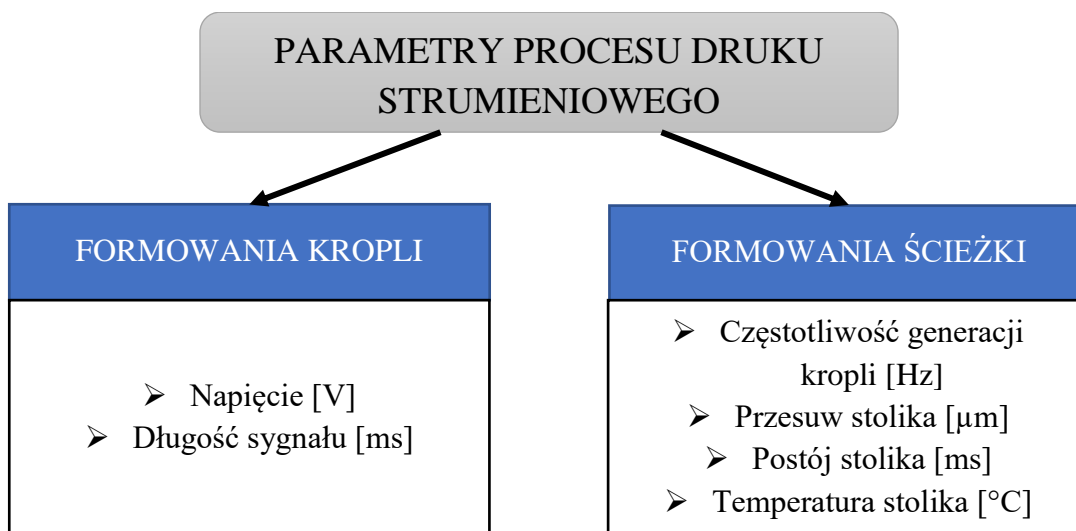 PARAMETRY PROCESU DRUKU
STRUMIENIOWEGO
FORMOWANIA KROPLI
➢ Napięcie [V]
➢ Długość sygnału [ms]
FORMOWANIA ŚCIEŻKI
➢ Częstotliwość generacji
kropli [Hz]
➢ Przesuw stolika [µm]
➢ Postój stolika [ms]
➢ Temperatura stolika [°C]